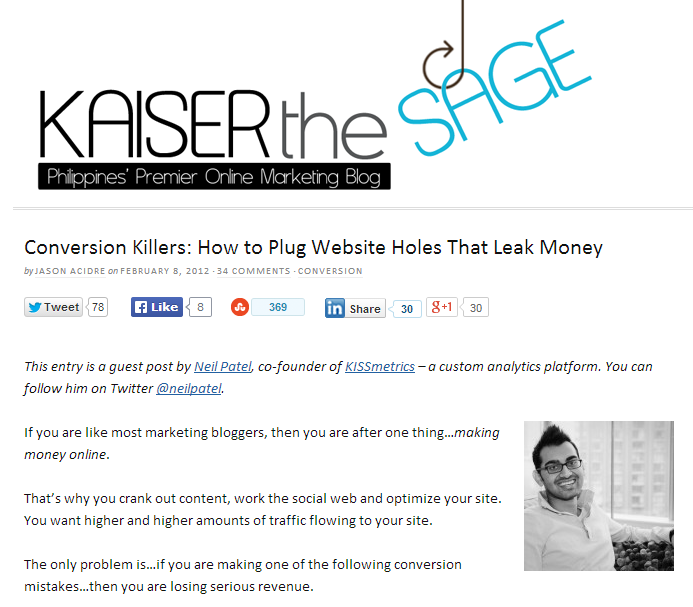 KAISER the SAGE
Philippines' Premier Online Marketing Blog
Conversion Killers: How to Plug Website Holes That Leak Money
by JASON ACIDRE on FEBRUARY 8, 2012 · 34 COMMENTS · CONVERSION
Tweet 78 Like 8 369 in Share 30 g+1 30
This entry is a guest post by Neil Patel, co-founder of KISSmetrics – a custom analytics platform. You can
follow him on Twitter @neilpatel.
If you are like most marketing bloggers, then you are after one thing…making
money online.
That's why you crank out content, work the social web and optimize your site.
You want higher and higher amounts of traffic flowing to your site.
The only problem is…if you are making one of the following conversion
mistakes…then you are losing serious revenue.